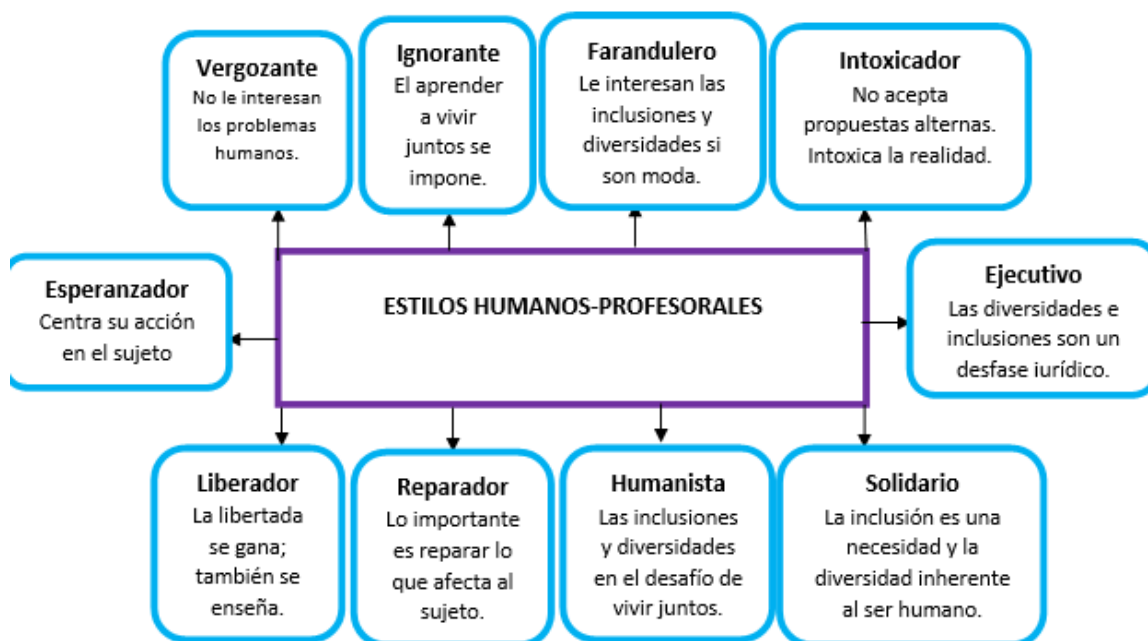 Vergozante
No le interesan
los problemas
humanos.
Ignorante
El aprender
a vivir
juntos se
impone.
Farandulero
Le interesan las
inclusiones y
diversidades si
son moda.
Intoxicador
No acepta
propuestas alternas.
Intoxica la realidad.
Esperanzador
Centra su acción
en el sujeto
ESTILOS HUMANOS-PROFESORALES
Ejecutivo
Las diversidades e
inclusiones son un
desfase iurídico.
Liberador
La libertada
se gana;
también se
enseña.
Reparador
Lo importante
es reparar lo
que afecta al
sujeto.
Humanista
Las inclusiones
y diversidades
en el desafío de
vivir juntos.
Solidario
La inclusión es una
necesidad y la
diversidad inherente
al ser humano.